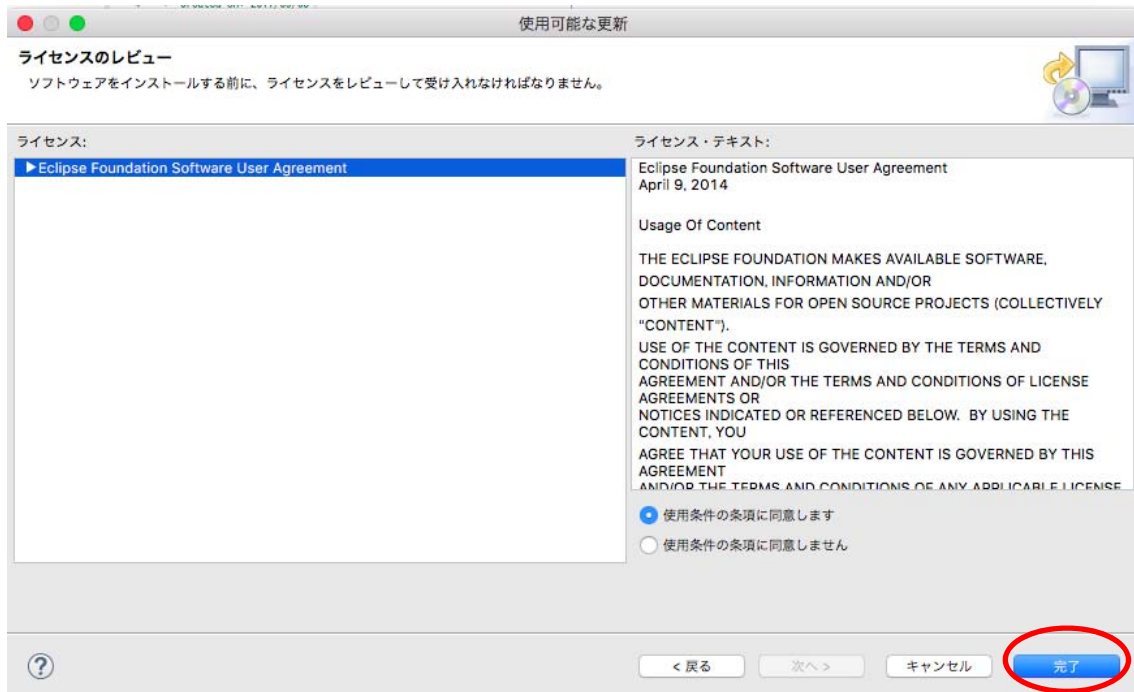 使用可能な更新
ライセンスのレビュー
ソフトウェアをインストールする前に、ライセンスをレビューして受け入れなければなりません。
ライセンス:
▶Eclipse Foundation Software User Agreement
ライセンス・テキスト:
Eclipse Foundation Software User Agreement
April 9, 2014
Usage Of Content
THE ECLIPSE FOUNDATION MAKES AVAILABLE SOFTWARE,
DOCUMENTATION, INFORMATION AND/OR
OTHER MATERIALS FOR OPEN SOURCE PROJECTS (COLLECTIVELY
"CONTENT").
USE OF THE CONTENT IS GOVERNED BY THE TERMS AND
CONDITIONS OF THIS
AGREEMENT AND/OR THE TERMS AND CONDITIONS OF LICENSE
AGREEMENTS OR
NOTICES INDICATED OR REFERENCED BELOW.  BY USING THE
CONTENT, YOU
AGREE THAT YOUR USE OF THE CONTENT IS GOVERNED BY THIS
AGREEMENT
AND/OR THE TERMS AND CONDITIONS OF ANY APPLICABLE LICENSE
使用条件の条項に同意します
使用条件の条項に同意しません
?
< 戻る
次へ >
キャンセル
完了